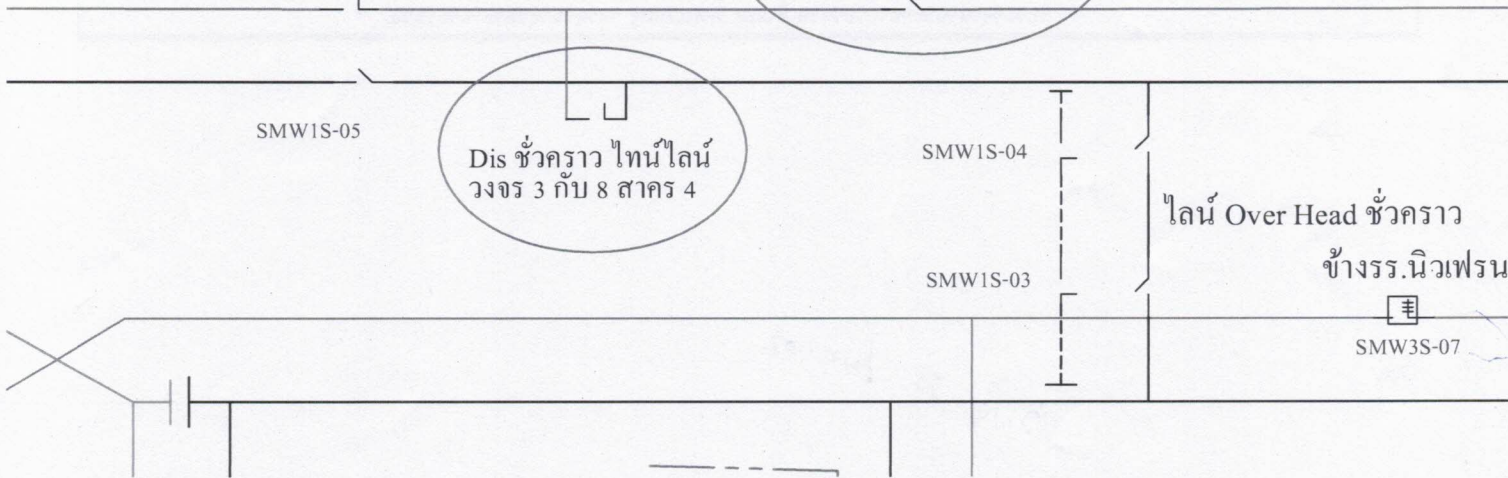 SMW1S-05
Dis ชั่วคราว ไทน์ไลน์
วงจร 3 กับ 8 สาคร 4
SMW1S-04
ไลน์ Over Head ชั่วคราว
ข้างรร.นิวเฟรน
SMW1S-03
SMW3S-07